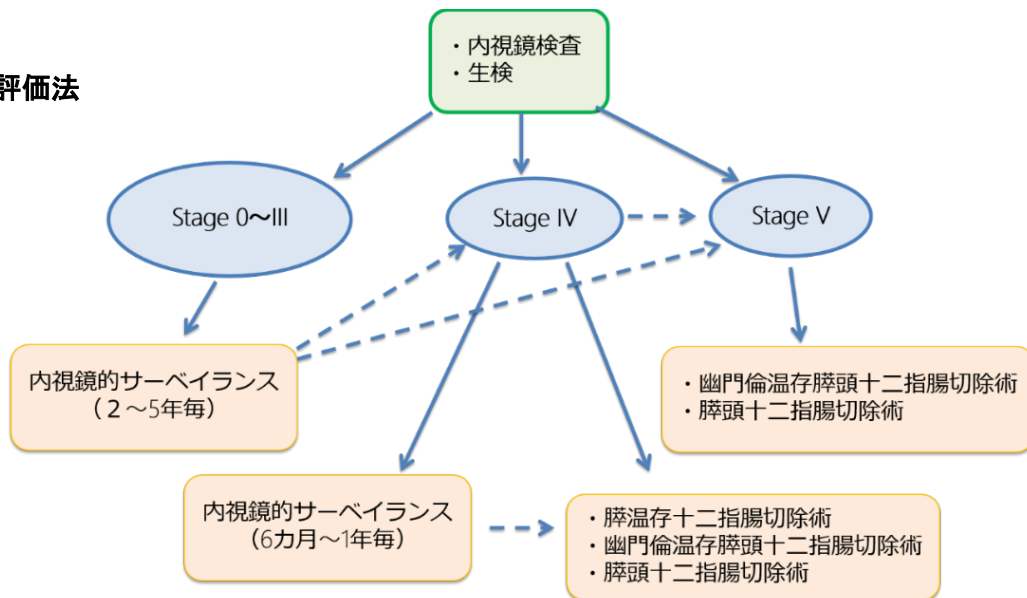 ・内視鏡検査
・生検
評価法
Stage 0～III
Stage IV
Stage V
内視鏡的サーベイランス
（２～5年毎）
・幽門倫温存膵頭十二指腸切除術
・膵頭十二指腸切除術
内視鏡的サーベイランス
(6カ月～1年毎）
・膵温存十二指腸切除術
・幽門倫温存膵頭十二指腸切除術
・膵頭十二指腸切除術